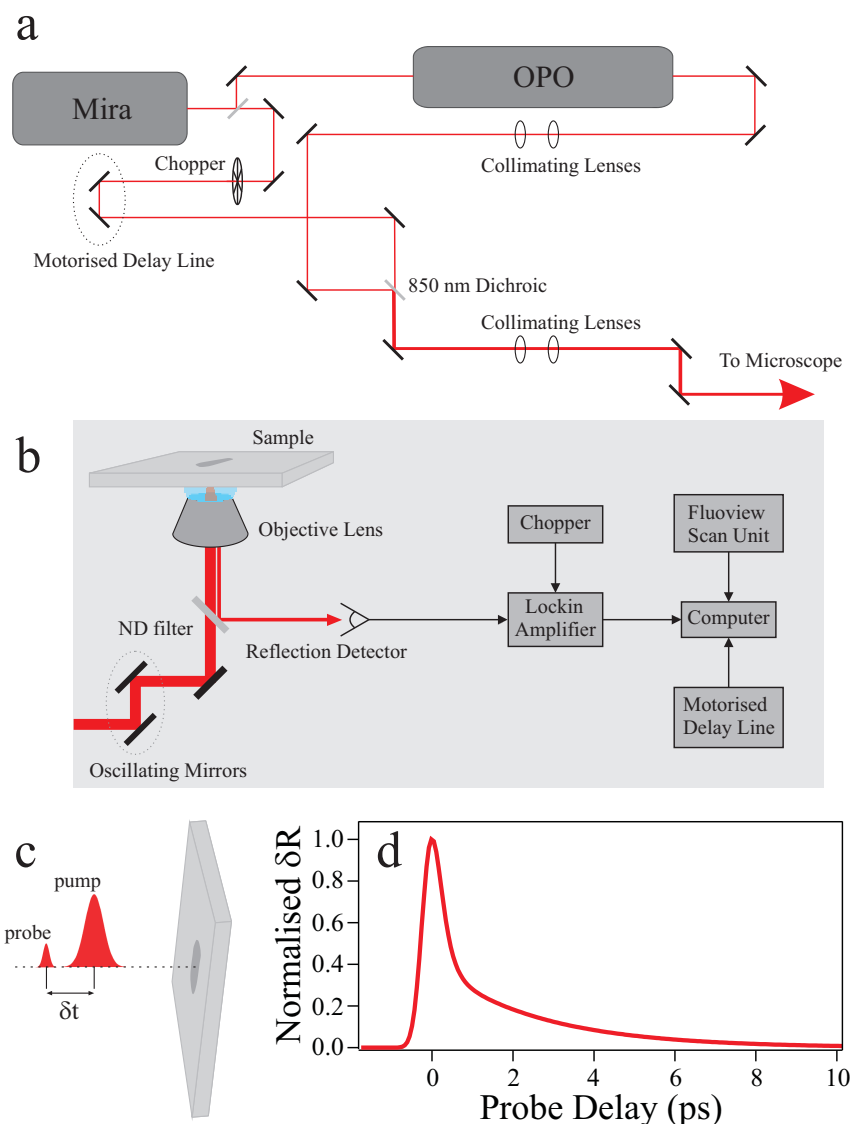 a
Mira
OPO
Chopper
Collimating Lenses
Motorised Delay Line
850 nm Dichroic
Collimating Lenses
To Microscope
b
Sample
Objective Lens
ND filter
Reflection Detector
Oscillating Mirrors
Chopper
Lockin
Amplifier
Fluoview
Scan Unit
Computer
Motorised
Delay Line
c
pump
probe
δt
d
Normalised δR
1.0
0.8
0.6
0.4
0.2
0.0
0 2 4 6 8 10
Probe Delay (ps)